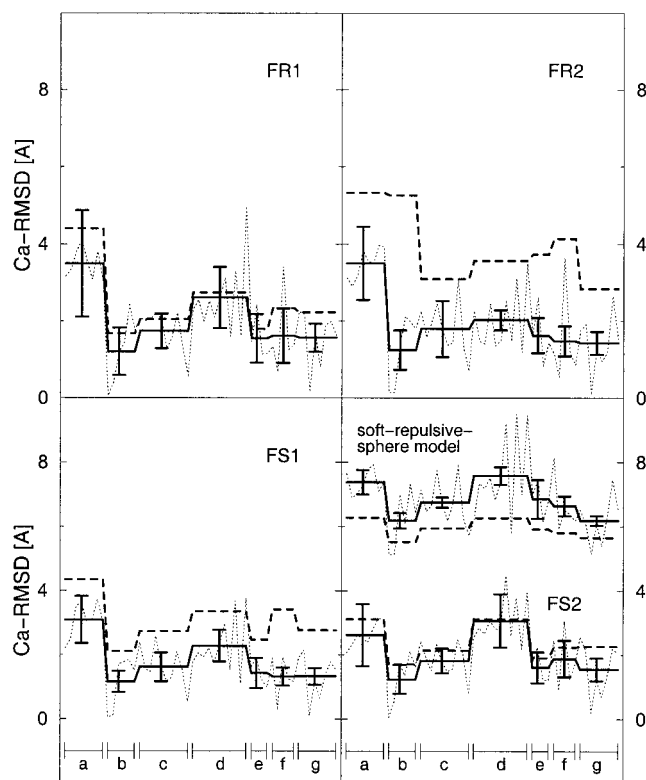 FR1
FR2
8
8
Ca-RMSD [A]
4
4
0
0
FS1
soft-repulsive-
sphere model
8
8
Ca-RMSD [A]
4
FS2
4
0
0
a b c d e f g a b c d e f g